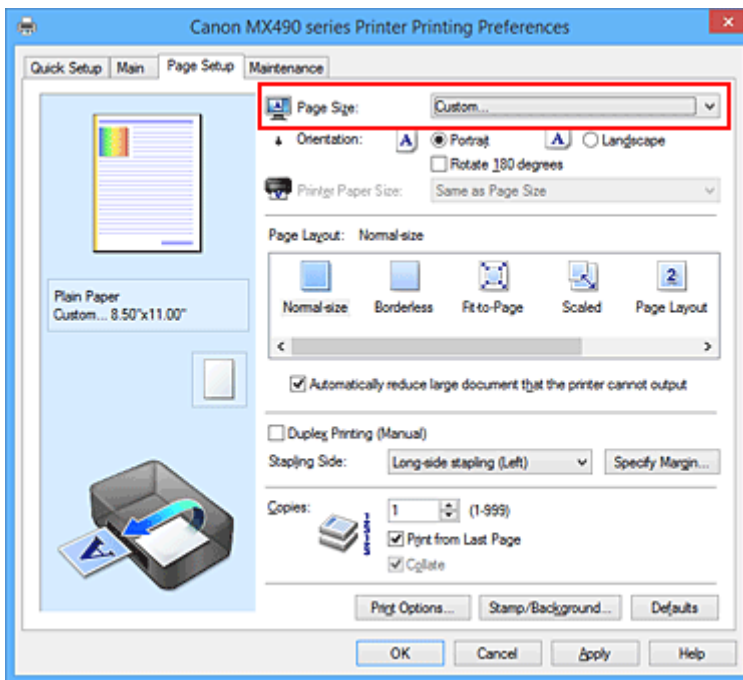 Canon MX490 series Printer Printing Preferences
Quick Setup Main Page Setup Maintenance
Page Size: Custom...
Orientation: A Portrait A Landscape
Rotate 180 degrees
Printer Paper Size: Same as Page Size
Page Layout: Normal-size
2
Normal-size Borderless Fit-to-Page Scaled Page Layout
Plain Paper
Custom... 8.50"x11.00"
Automatically reduce large document that the printer cannot output
Duplex Printing (Manual)
Stapling Side: Long-side stapling (Left) Specify Margin...
Copies: 1 (1-999)
Print from Last Page
Collate
A
Print Options... Stamp/Background... Defaults
OK Cancel Apply Help